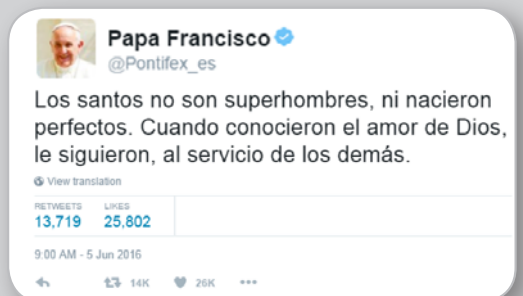 Papa Francisco
@Pontifex_es
Los santos no son superhombres, ni nacieron
perfectos. Cuando conocieron el amor de Dios,
le siguieron, al servicio de los demás.
View translation
RETWEETS LIKES
13,719 25,802
9:00 AM - 5 Jun 2016
14K 26K